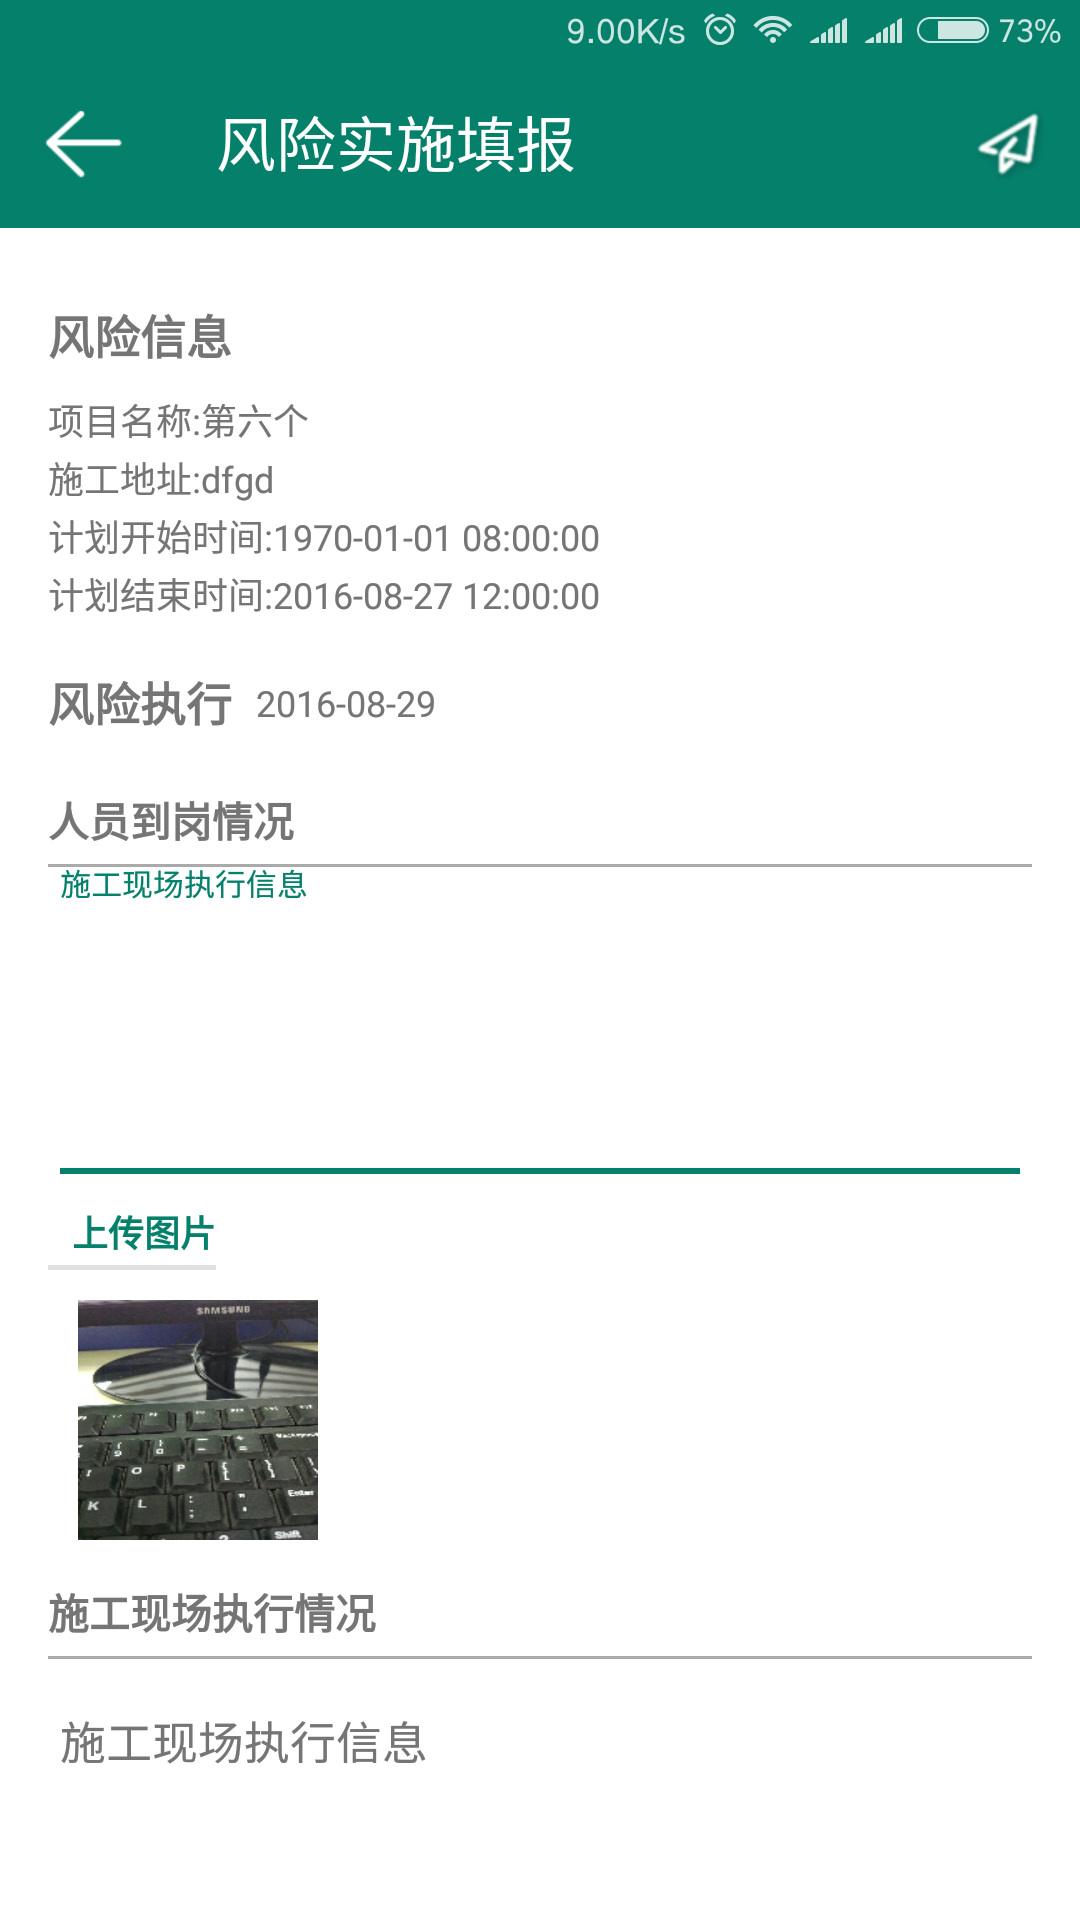 9.00K/s 73%
风险实施填报
风险信息
项目名称:第六个
施工地址:dfgd
计划开始时间:1970-01-01 08:00:00
计划结束时间:2016-08-27 12:00:00
风险执行 2016-08-29
人员到岗情况
施工现场执行信息
上传图片
SAMSUNG
O P
K L Enter
Shift
施工现场执行情况
施工现场执行信息